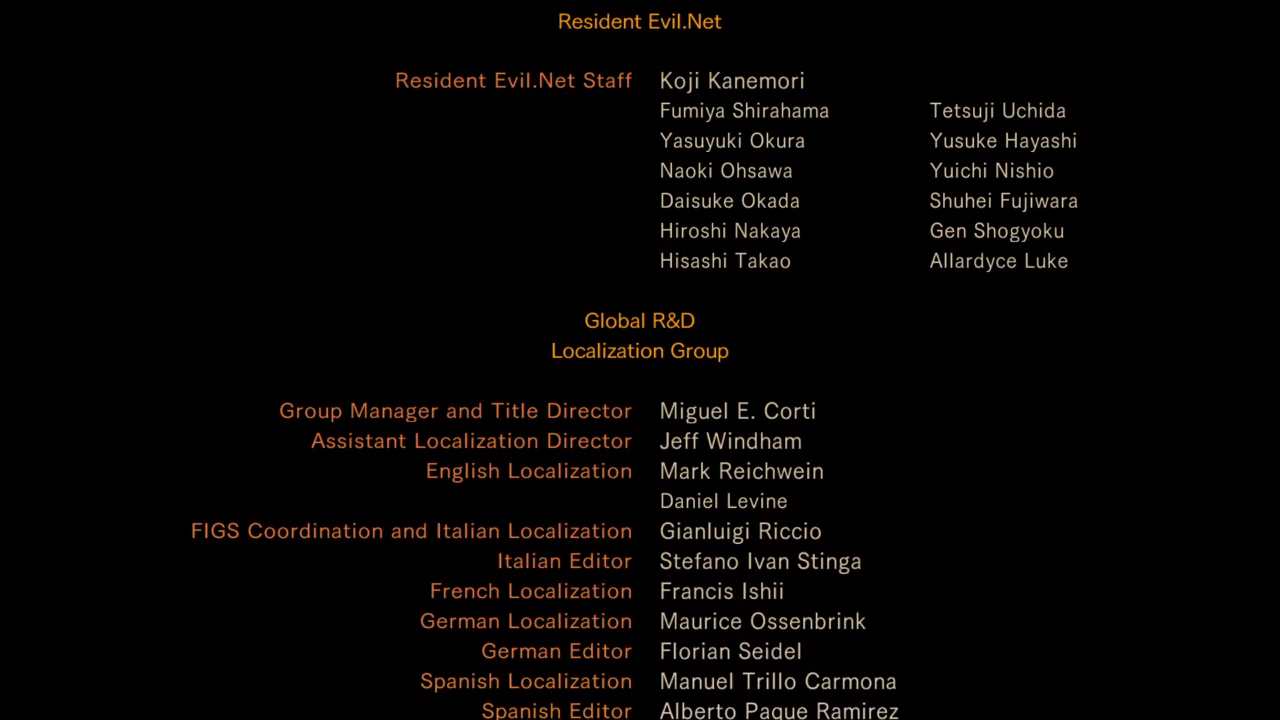 Resident Evil.Net
Resident Evil.Net Staff Koji Kanemori
Fumiya Shirahama Tetsuji Uchida
Yasuyuki Okura Yusuke Hayashi
Naoki Ohsawa Yuichi Nishio
Daisuke Okada Shuhei Fujiwara
Hiroshi Nakaya Gen Shogyoku
Hisashi Takao Allardyce Luke
Global R&D
Localization Group
Group Manager and Title Director Miguel E. Corti
Assistant Localization Director Jeff Windham
English Localization Mark Reichwein
Daniel Levine
FIGS Coordination and Italian Localization Gianluigi Riccio
Italian Editor Stefano Ivan Stinga
French Localization Francis Ishii
German Localization Maurice Ossenbrink
German Editor Florian Seidel
Spanish Localization Manuel Trillo Carmona
Spanish Editor Alberto Paque Ramirez